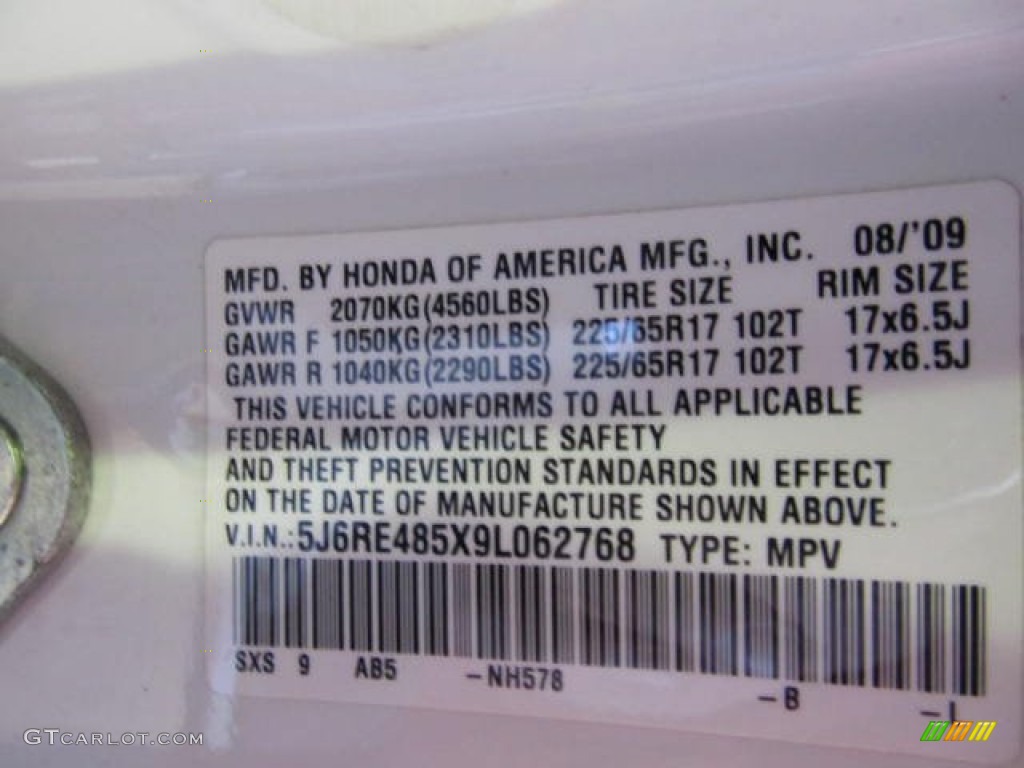 MFD. BY HONDA OF AMERICA MFG., INC. 08/'09
GVWR 2070KG(4560LBS) TIRE SIZE RIM SIZE
GAWR F 1050KG(2310LBS) 225/65R17 102T 17x6.5J
GAWR R 1040KG(2290LBS) 225/65R17 102T 17x6.5J
THIS VEHICLE CONFORMS TO ALL APPLICABLE
FEDERAL MOTOR VEHICLE SAFETY
AND THEFT PREVENTION STANDARDS IN EFFECT
ON THE DATE OF MANUFACTURE SHOWN ABOVE.
V.I.N.:5J6RE485X9L062768 TYPE: MPV
SXS 9 AB5 -NH578 -B -L
GTCARLOT.COM